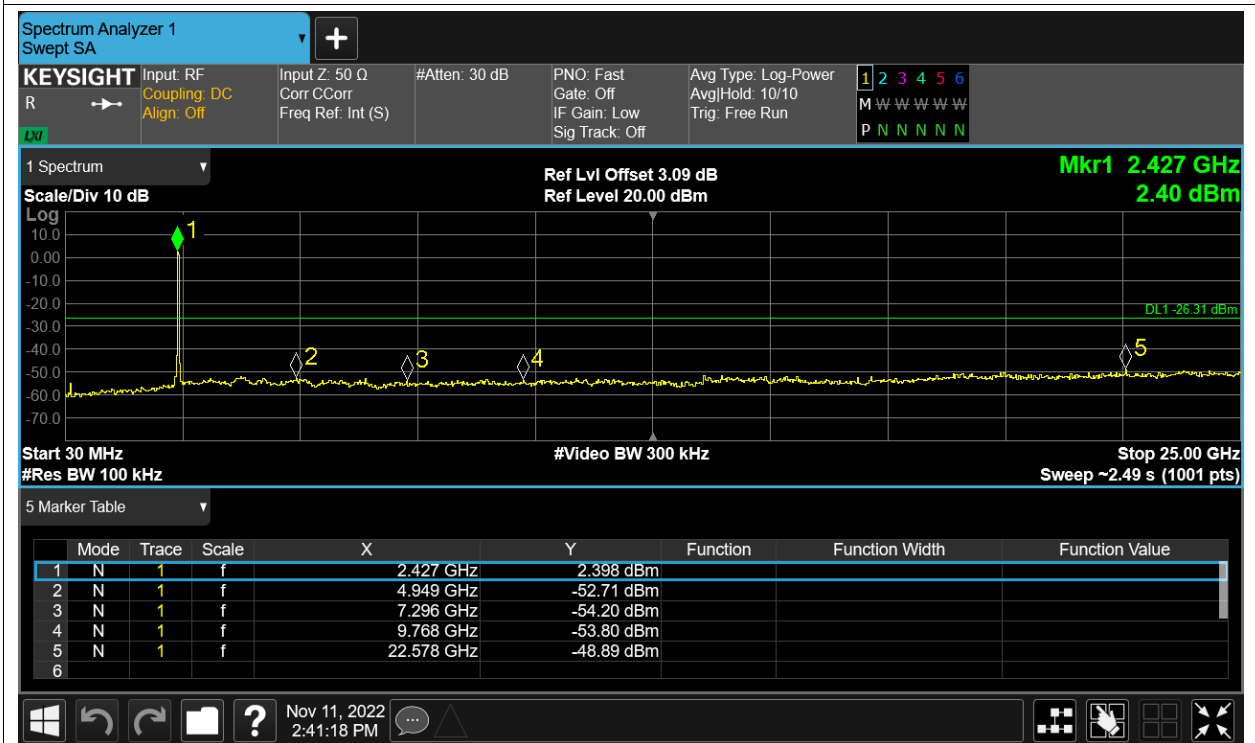 Spectrum Analyzer 1
Swept SA
KEYSIGHT Input: RF Input Z: 50 Ω #Atten: 30 dB PNO: Fast Avg Type: Log-Power 1 2 3 4 5 6
R Coupling: DC Corr CCorr Gate: Off Avg|Hold: 10/10 M W W W W W
Align: Off Freq Ref: Int (S) IF Gain: Low Trig: Free Run
LXI Sig Track: Off P N N N N N
1 Spectrum Ref Lvl Offset 3.09 dB Mkr1 2.427 GHz
Scale/Div 10 dB Ref Level 20.00 dBm 2.40 dBm
Log
10.0 1
0.00
-10.0
-20.0 DL1 -26.31 dBm
-30.0
-40.0 2 3 4 5
-50.0
-60.0
-70.0
Start 30 MHz #Video BW 300 kHz Stop 25.00 GHz
#Res BW 100 kHz Sweep ~2.49 s (1001 pts)
5 Marker Table
Mode Trace Scale X Y Function Function Width Function Value
1 N 1 f 2.427 GHz 2.398 dBm
2 N 1 f 4.949 GHz -52.71 dBm
3 N 1 f 7.296 GHz -54.20 dBm
4 N 1 f 9.768 GHz -53.80 dBm
5 N 1 f 22.578 GHz -48.89 dBm
6
? Nov 11, 2022
2:41:18 PM